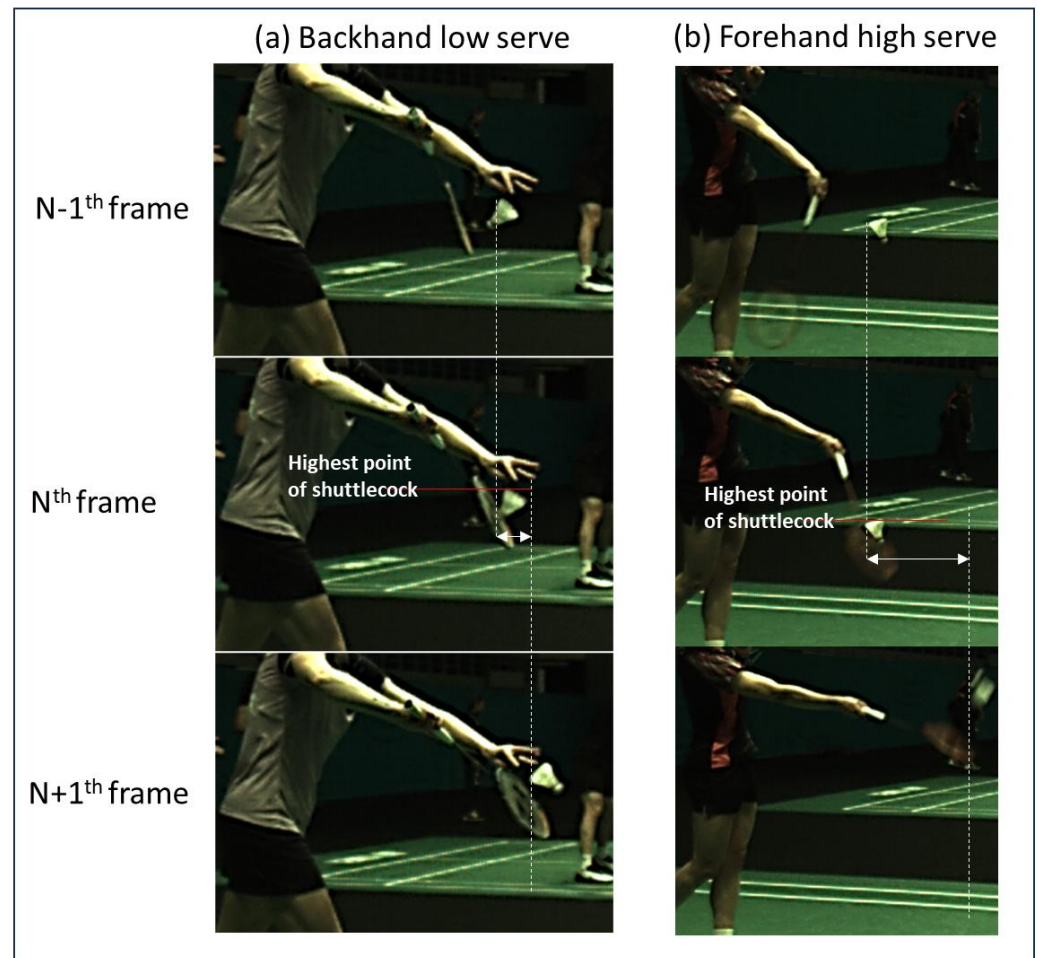 (a) Backhand low serve
(b) Forehand high serve
N-1th frame
Nth frame
Highest point
of shuttlecock
Highest point
of shuttlecock
N+1th frame